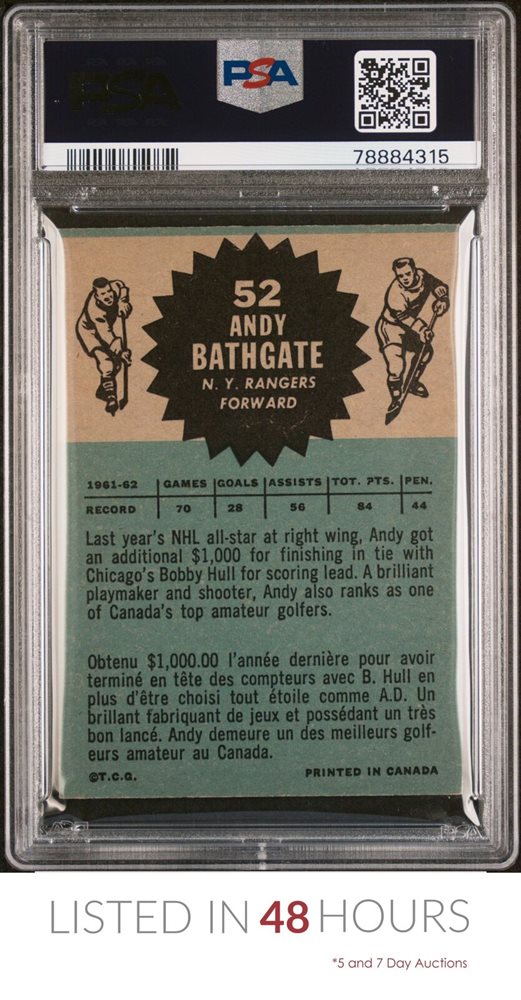 PSA
PSA
78884315
52
ANDY
BATHGATE
N. Y. RANGERS
FORWARD
1961-62 GAMES GOALS ASSISTS TOT. PTS. PEN.
RECORD 70 28 56 84 44
Last year's NHL all-star at right wing, Andy got
an additional $1,000 for finishing in tie with
Chicago's Bobby Hull for scoring lead. A brilliant
playmaker and shooter, Andy also ranks as one
of Canada's top amateur golfers.
Obtenu $1,000.00 l'année dernière pour avoir
terminé en tête des compteurs avec B. Hull en
plus d'être choisi tout étoile comme A.D. Un
brillant fabriquant de jeux et possédant un très
bon lancé. Andy demeure un des meilleurs golf-
eurs amateur au Canada.
©T.C.G. PRINTED IN CANADA
PSA
LISTED IN 48 HOURS
*5 and 7 Day Auctions